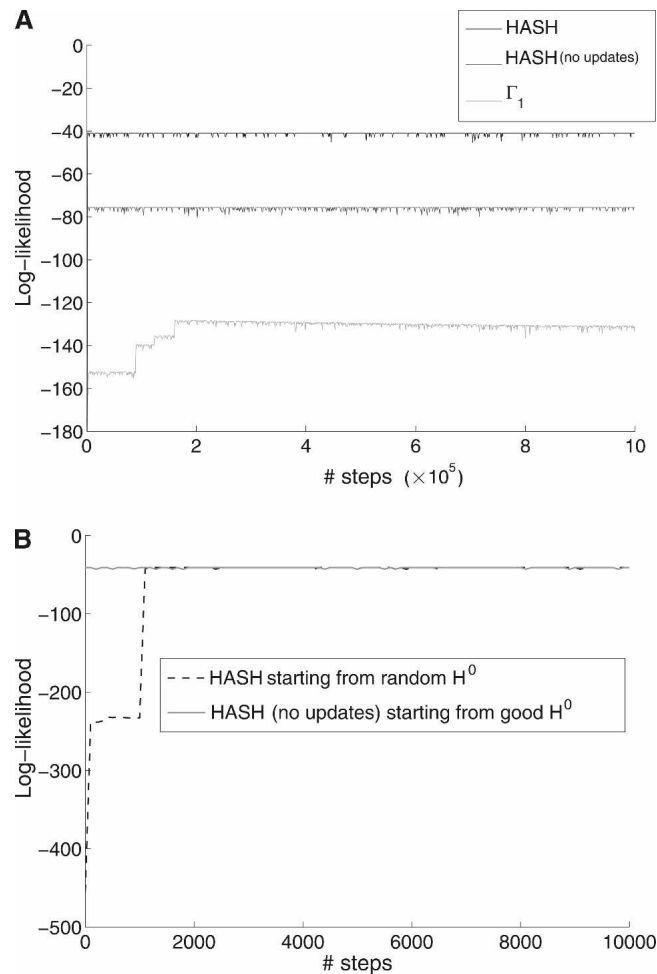 A
HASH
HASH (no updates)
Γ1
0
−20
−40
−60
−80
−100
−120
−140
−160
−180
Log−likelihood
0 2 4 6 8 10
# steps (×10^5)
B
0
−100
−200
−300
−400
−500
Log−likelihood
HASH starting from random H^0
HASH (no updates) starting from good H^0
0 2000 4000 6000 8000 10000
# steps